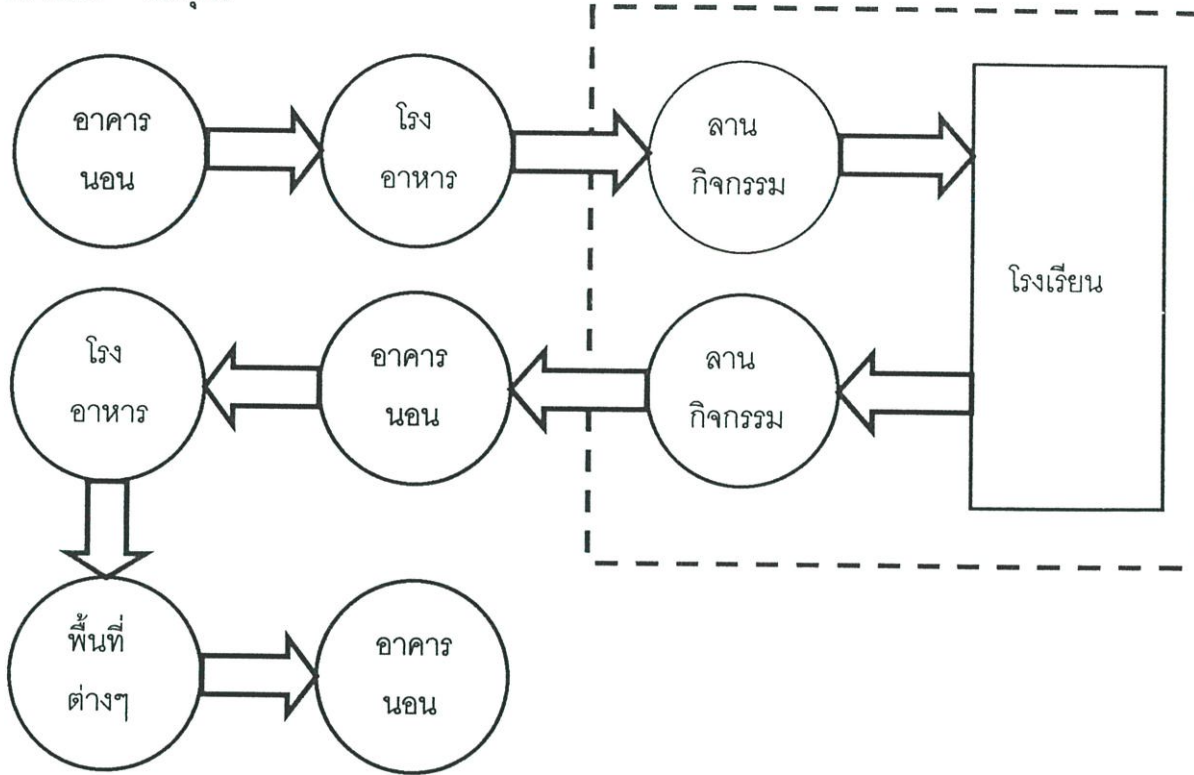 อาคาร
นอน
โรง
อาหาร
ลาน
กิจกรรม
โรงเรียน
โรง
อาหาร
อาคาร
นอน
ลาน
กิจกรรม
พื้นที่
ต่างๆ
อาคาร
นอน